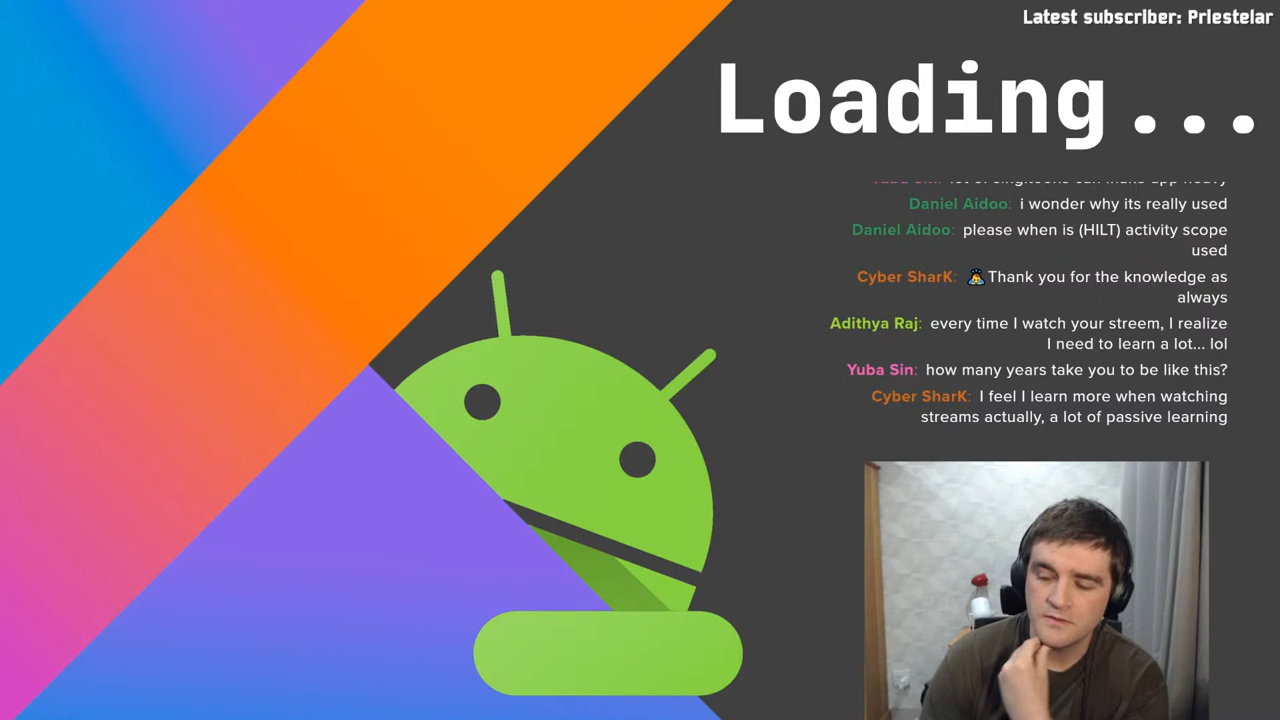 Latest subscriber: Priestelar
Loading...
Daniel Aidoo: i wonder why its really used
Daniel Aidoo: please when is (HILT) activity scope
used
Cyber SharK: Thank you for the knowledge as
always
Adithya Raj: every time I watch your streem, I realize
I need to learn a lot... lol
Yuba Sin: how many years take you to be like this?
Cyber SharK: I feel I learn more when watching
streams actually, a lot of passive learning